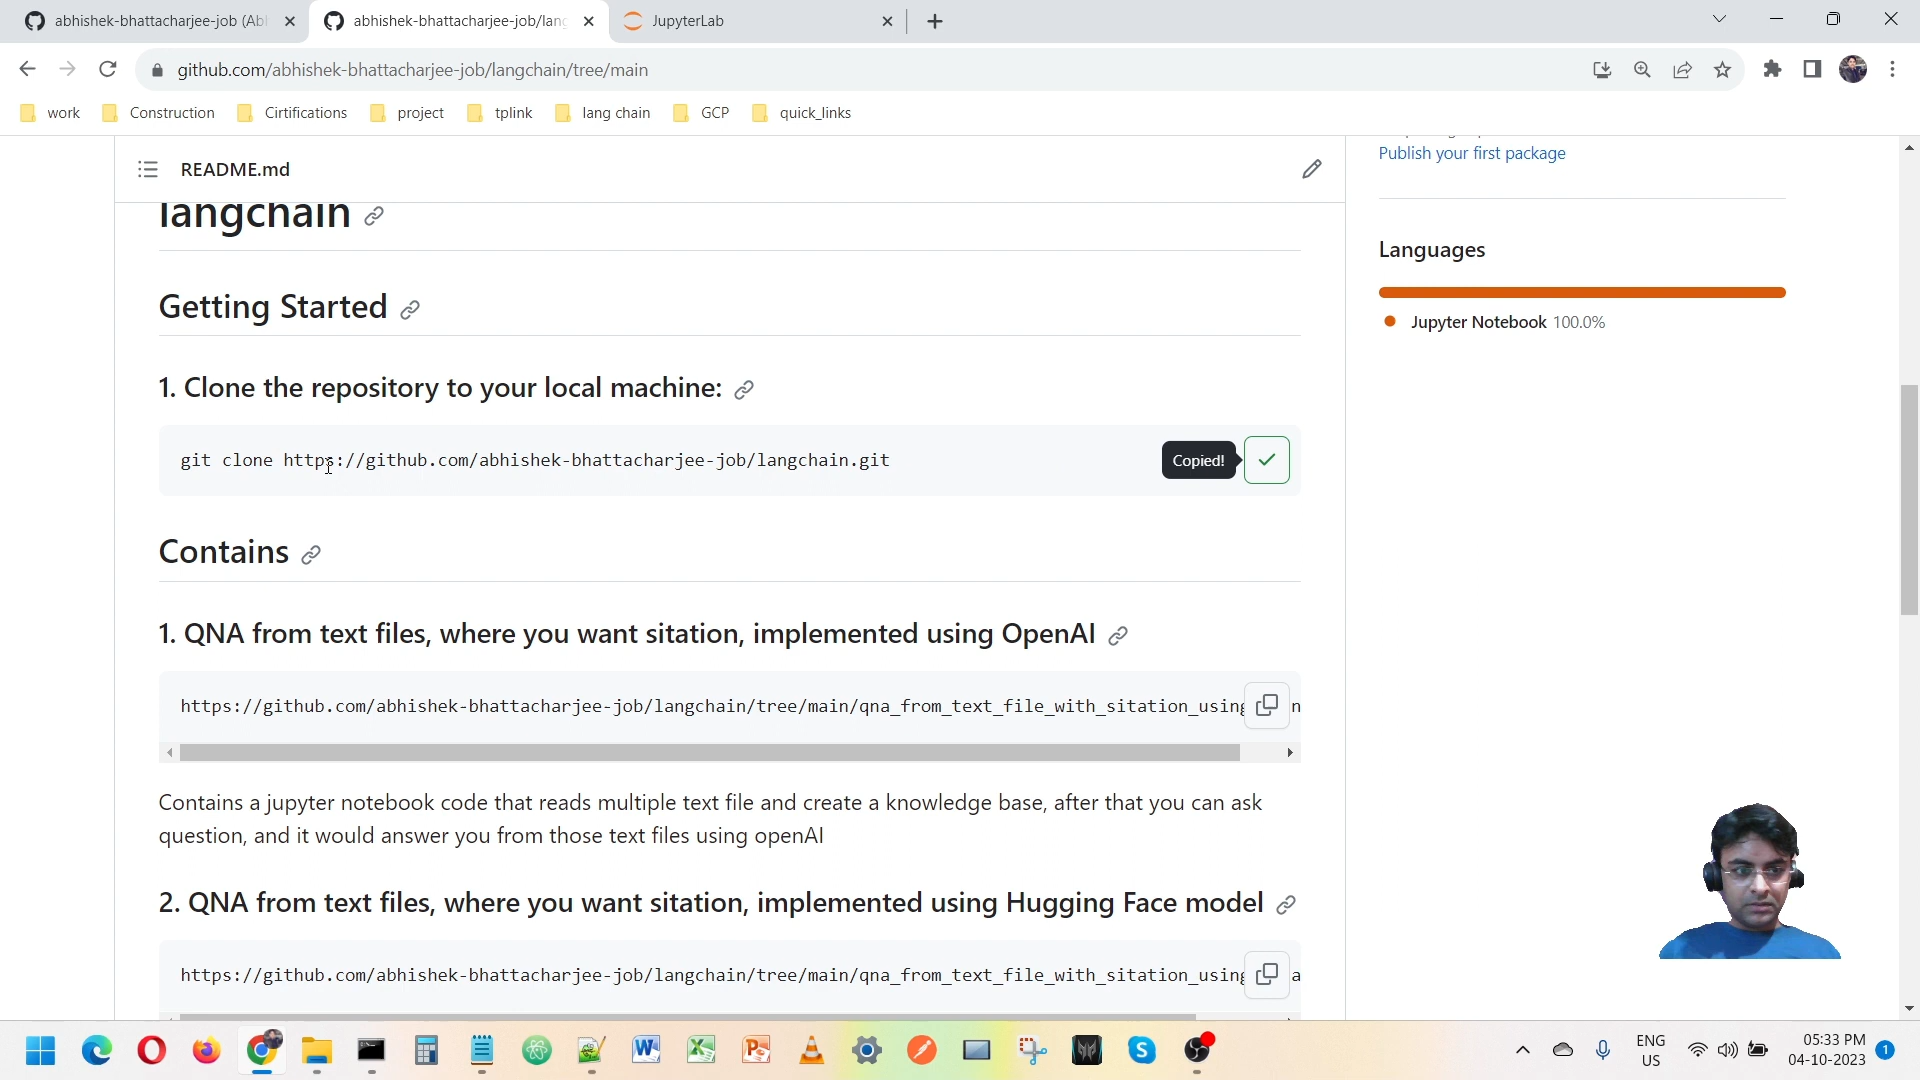 abhishek-bhattacharjee-job (Abl
abhishek-bhattacharjee-job/lang
JupyterLab
github.com/abhishek-bhattacharjee-job/langchain/tree/main
work
Construction
Cirtifications
project
tplink
lang chain
GCP
quick_links
README.md
Publish your first package
langchain
Languages
Jupyter Notebook 100.0%
Getting Started
1. Clone the repository to your local machine:
git clone https://github.com/abhishek-bhattacharjee-job/langchain.git
Copied!
Contains
1. QNA from text files, where you want sitation, implemented using OpenAI
https://github.com/abhishek-bhattacharjee-job/langchain/tree/main/qna_from_text_file_with_sitation_using
Contains a jupyter notebook code that reads multiple text file and create a knowledge base, after that you can ask
question, and it would answer you from those text files using openAI
2. QNA from text files, where you want sitation, implemented using Hugging Face model
https://github.com/abhishek-bhattacharjee-job/langchain/tree/main/qna_from_text_file_with_sitation_using
ENG
US
05:33 PM
04-10-2023
1